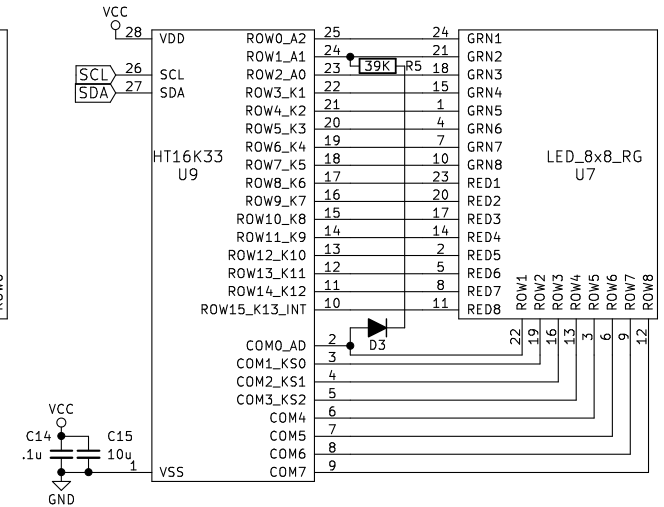 VCC
28 VDD
SCL 26 SCL
SDA 27 SDA
HT16K33
U9
ROW0_A2 25 24 GRN1
ROW1_A1 24 21 GRN2
39K R5
ROW2_A0 23 18 GRN3
ROW3_K1 22 15 GRN4
ROW4_K2 21 1 GRN5
ROW5_K3 20 4 GRN6
ROW6_K4 19 7 GRN7
ROW7_K5 18 10 GRN8
ROW8_K6 17 23 RED1
ROW9_K7 16 20 RED2
ROW10_K8 15 17 RED3
ROW11_K9 14 14 RED4
ROW12_K10 13 2 RED5
ROW13_K11 12 5 RED6
ROW14_K12 11 8 RED7
ROW15_K13_INT 10 11 RED8
LED_8x8_RG
U7
ROW1 ROW2 ROW3 ROW4 ROW5 ROW6 ROW7 ROW8
22 19 16 13 3 6 9 12
D3
COM0_AD 2
COM1_KS0 3
COM2_KS1 4
COM3_KS2 5
COM4 6
COM5 7
COM6 8
COM7 9
VCC
C14 C15
.1u 10u
1 VSS
GND